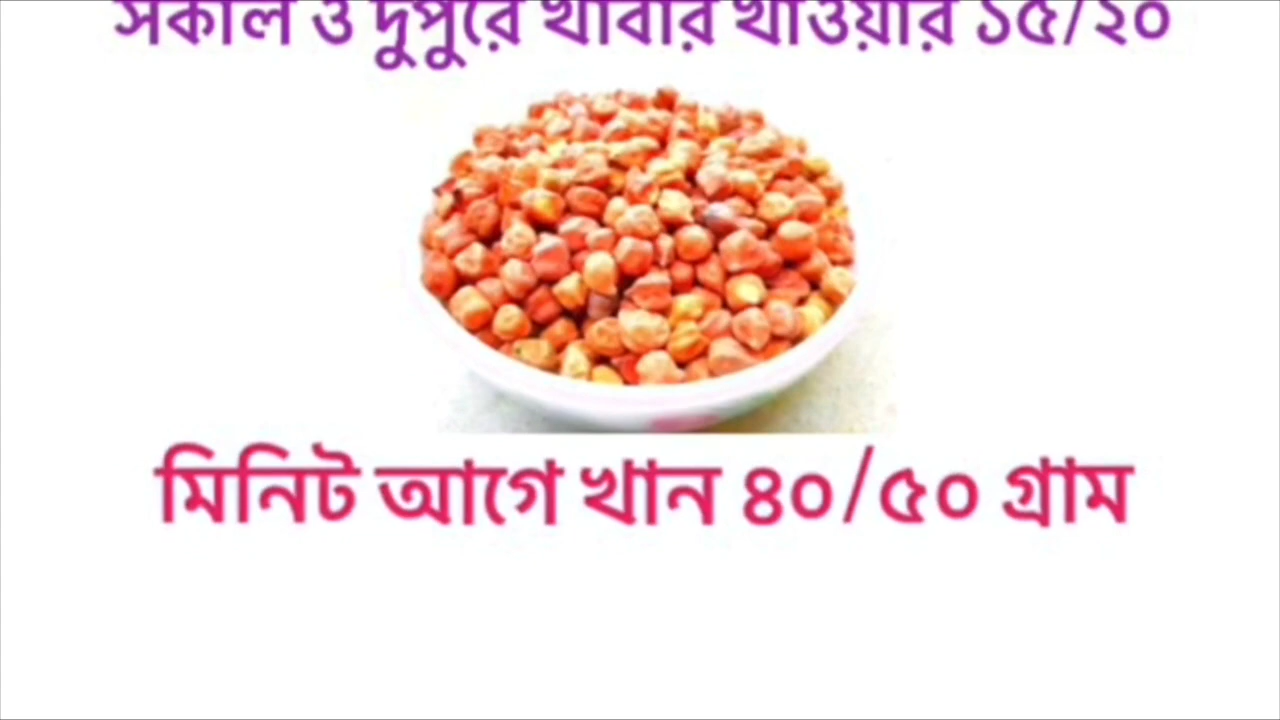 সকাল ও দুপুরে খাবার খাওয়ার ১৫/২০
মিনিট আগে খান ৪০/৫০ গ্রাম